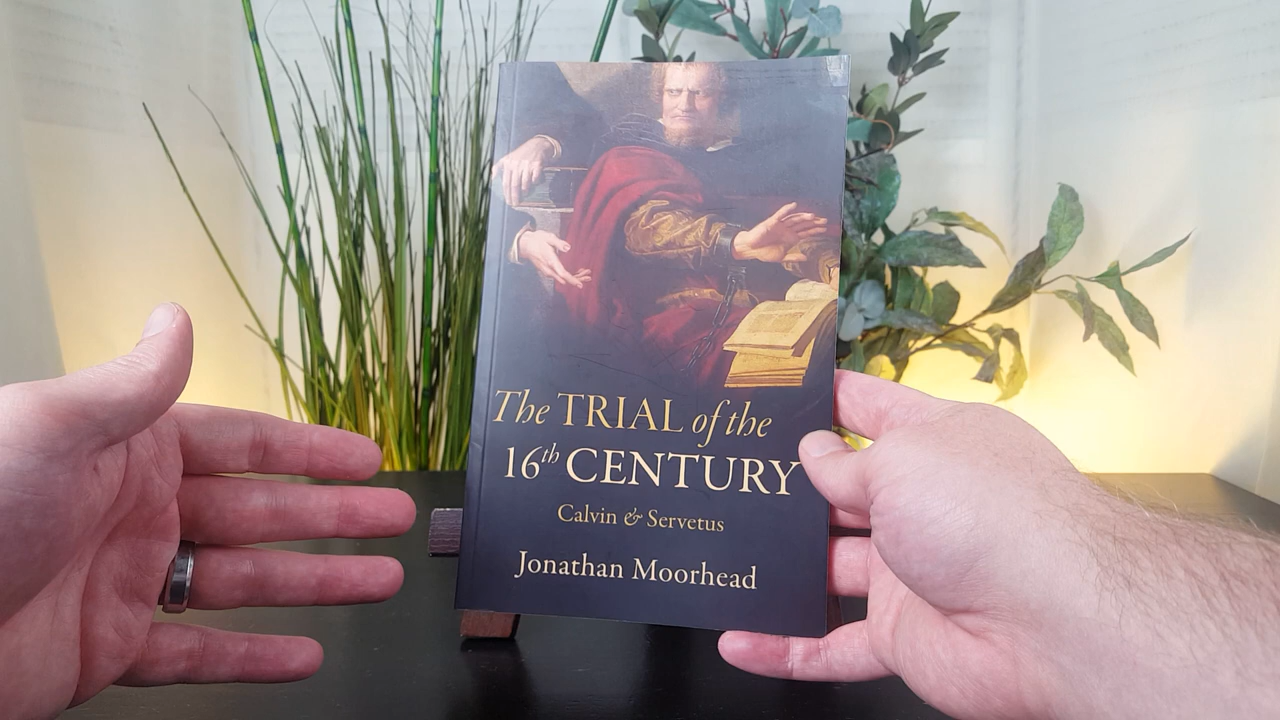 The TRIAL of the
16th CENTURY
Calvin & Servetus
Jonathan Moorhead